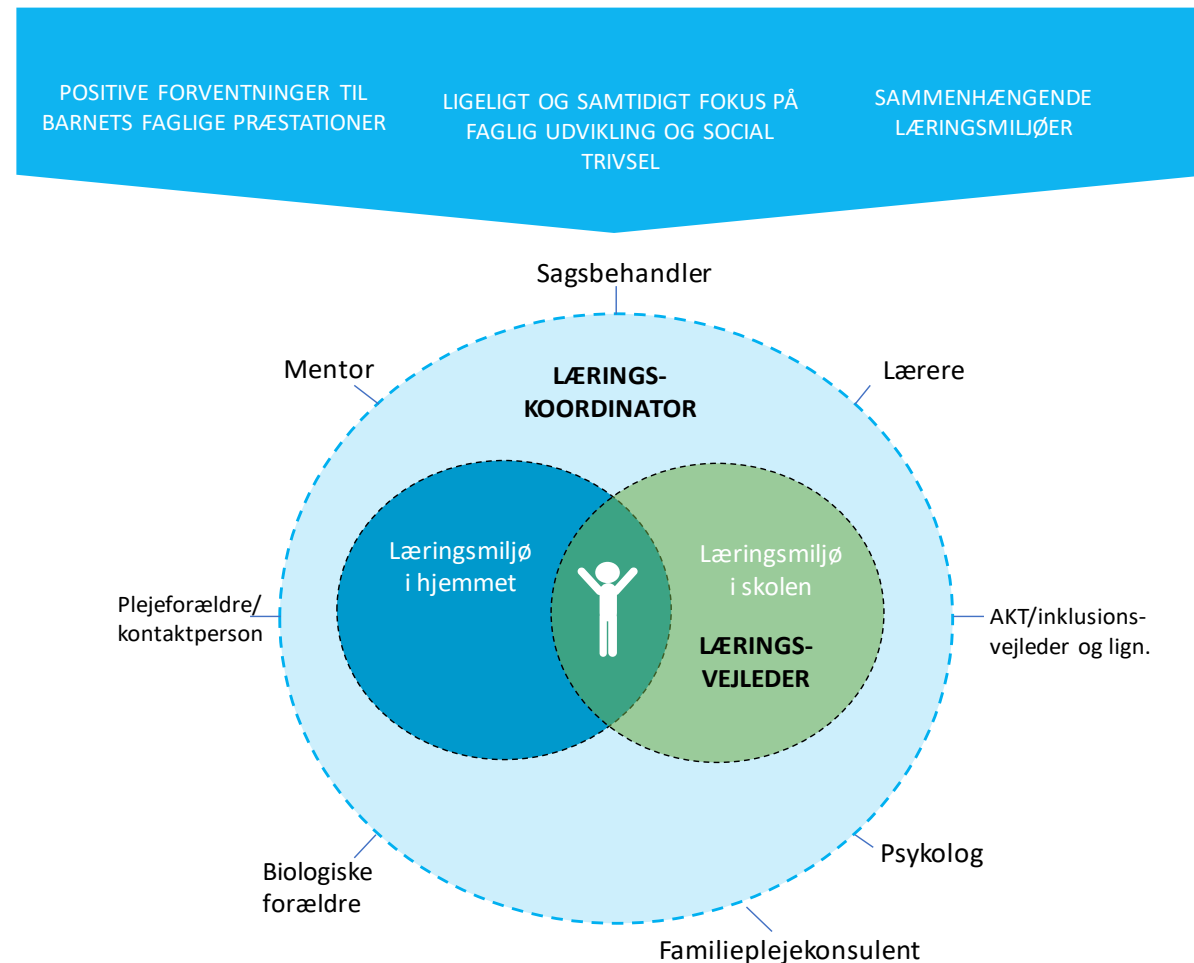 POSITIVE FORVENTNINGER TIL
BARNETS FAGLIGE PRÆSTATIONER
LIGELIGT OG SAMTIDIGT FOKUS PÅ
FAGLIG UDVIKLING OG SOCIAL
TRIVSEL
SAMMENHÆNGENDE
LÆRINGSMILJØER
Sagsbehandler
Mentor
LÆRINGS-
KOORDINATOR
Lærere
Læringsmiljø
i hjemmet
Læringsmiljø
i skolen
LÆRINGS-
VEJLEDER
Plejeforældre/
kontaktperson
AKT/inklusions-
vejleder og lign.
Biologiske
forældre
Psykolog
Familieplejekonsulent